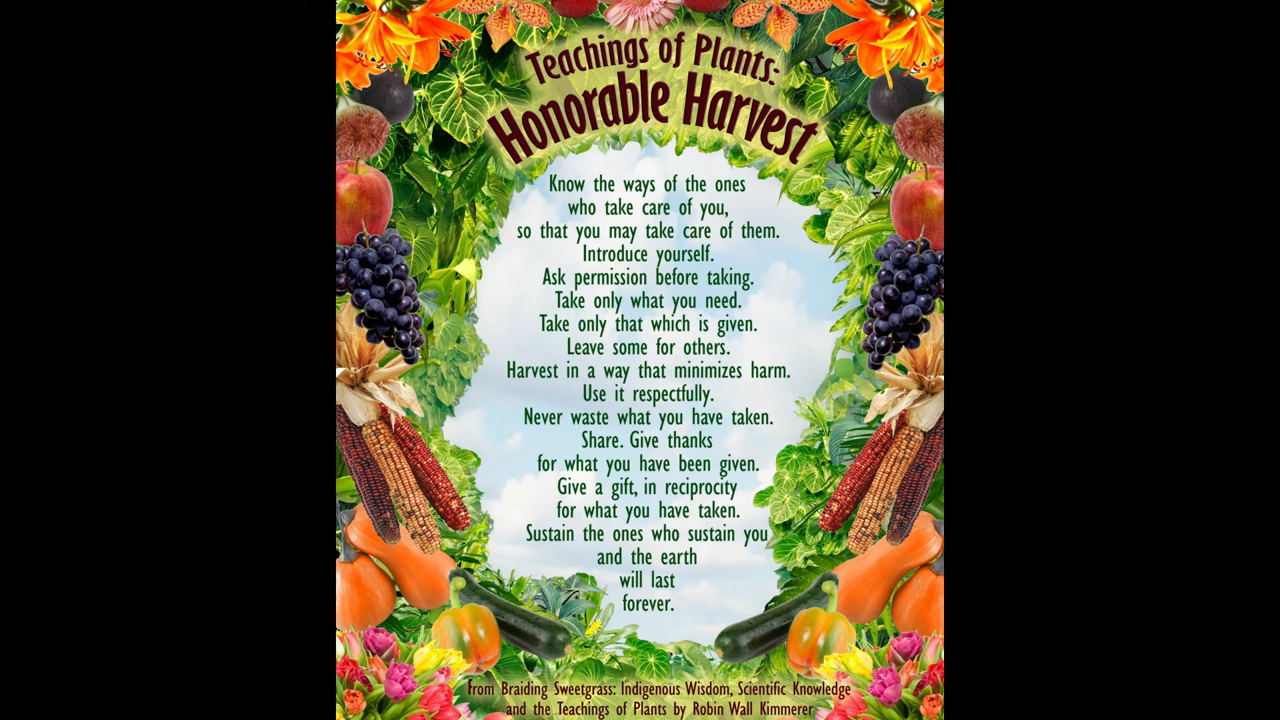 Teachings of Plants:
Honorable Harvest
Know the ways of the ones
who take care of you,
so that you may take care of them.
Introduce yourself.
Ask permission before taking.
Take only what you need.
Take only that which is given.
Leave some for others.
Harvest in a way that minimizes harm.
Use it respectfully.
Never waste what you have taken.
Share. Give thanks
for what you have been given.
Give a gift, in reciprocity
for what you have taken.
Sustain the ones who sustain you
and the earth
will last
forever.
From Braiding Sweetgrass: Indigenous Wisdom, Scientific Knowledge
and the Teachings of Plants by Robin Wall Kimmerer